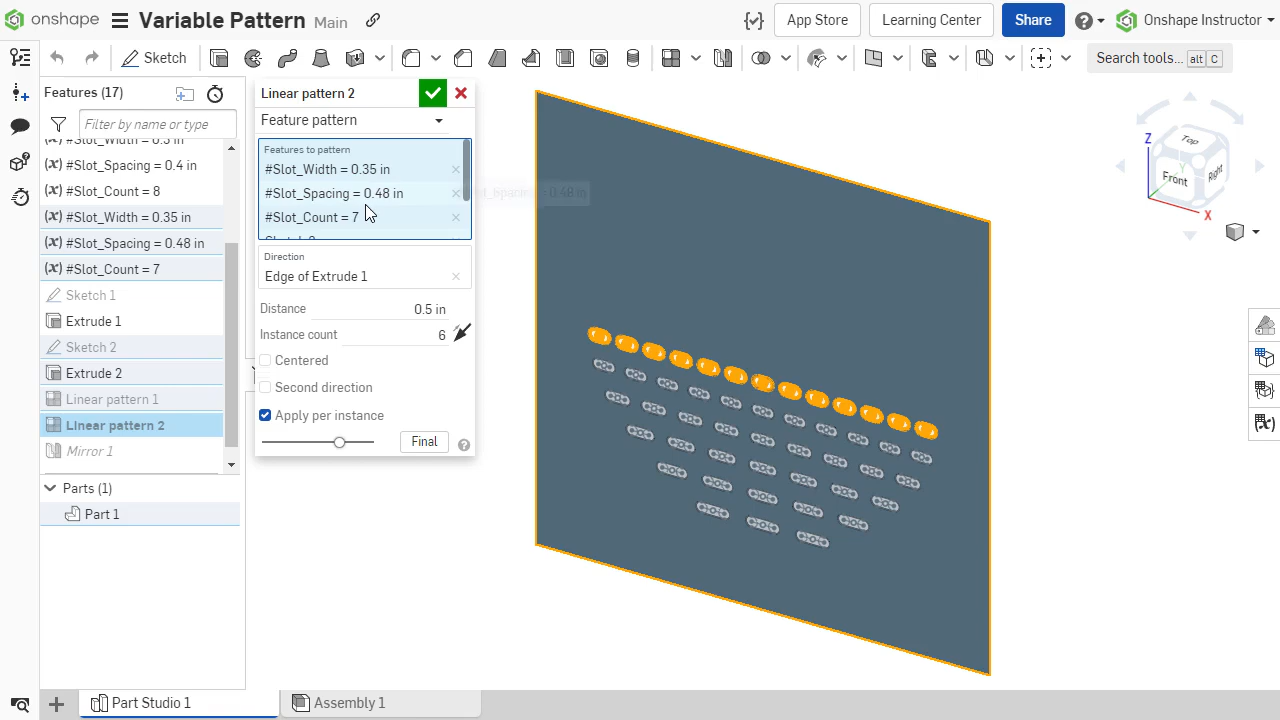 onshape
Variable Pattern
Main
App Store
Learning Center
Share
Onshape Instructor
Sketch
Search tools...
alt
C
Features (17)
Filter by name or type
(x) #Slot_Spacing = 0.4 in
(x) #Slot_Count = 8
(x) #Slot_Width = 0.35 in
(x) #Slot_Spacing = 0.48 in
(x) #Slot_Count = 7
Sketch 1
Extrude 1
Sketch 2
Extrude 2
Linear pattern 1
Linear pattern 2
Mirror 1
Parts (1)
Part 1
Linear pattern 2
Feature pattern
Features to pattern
#Slot_Width = 0.35 in
#Slot_Spacing = 0.48 in
#Slot_Count = 7
Direction
Edge of Extrude 1
Distance
0.5 in
Instance count
6
Centered
Second direction
Apply per instance
Final
Z
X
Y
Top
Front
Right
Part Studio 1
Assembly 1